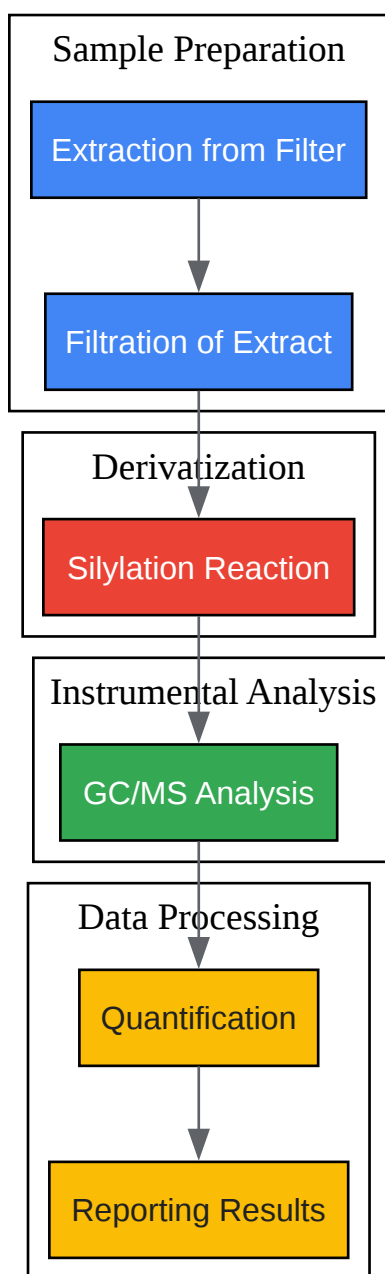 Sample Preparation
Extraction from Filter
Filtration of Extract
Derivatization
Silylation Reaction
Instrumental Analysis
GC/MS Analysis
Data Processing
Quantification
Reporting Results